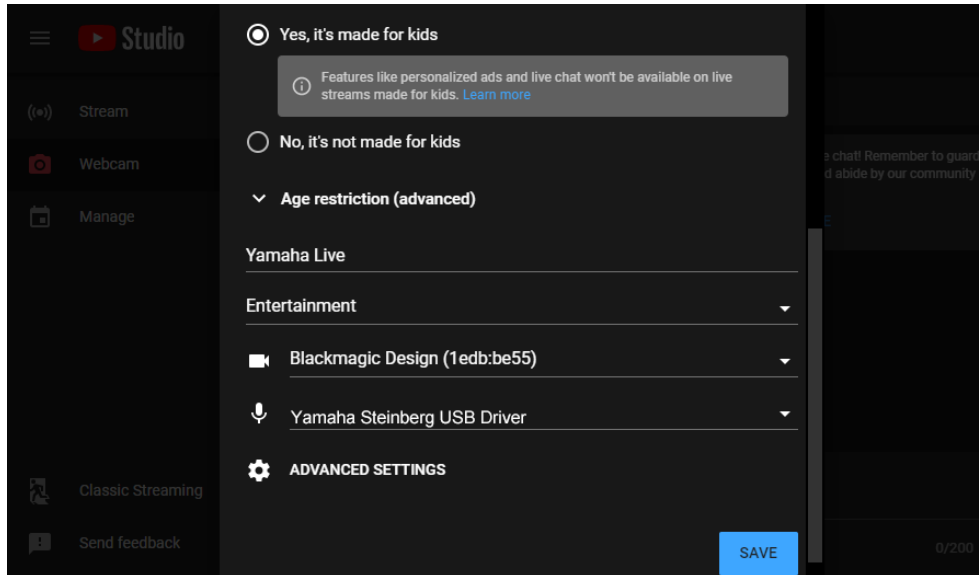 Studio
Stream
Webcam
Manage
Classic Streaming
Send feedback
Yes, it's made for kids
Features like personalized ads and live chat won't be available on live
streams made for kids. Learn more
No, it's not made for kids
Age restriction (advanced)
Yamaha Live
Entertainment
Blackmagic Design (1edb:be55)
Yamaha Steinberg USB Driver
ADVANCED SETTINGS
SAVE
chat! Remember to guard
abide by our community
0/200